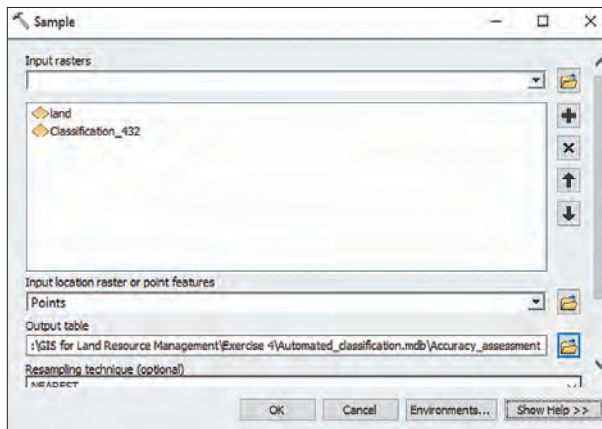 Sample
Input rasters
land
Classification_432
Input location raster or point features
Points
Output table
:\GIS for Land Resource Management\Exercise 4\Automated_classification.mdb\Accuracy_assessment
Resampling technique (optional)
NEAREST
OK
Cancel
Environments...
Show Help >>